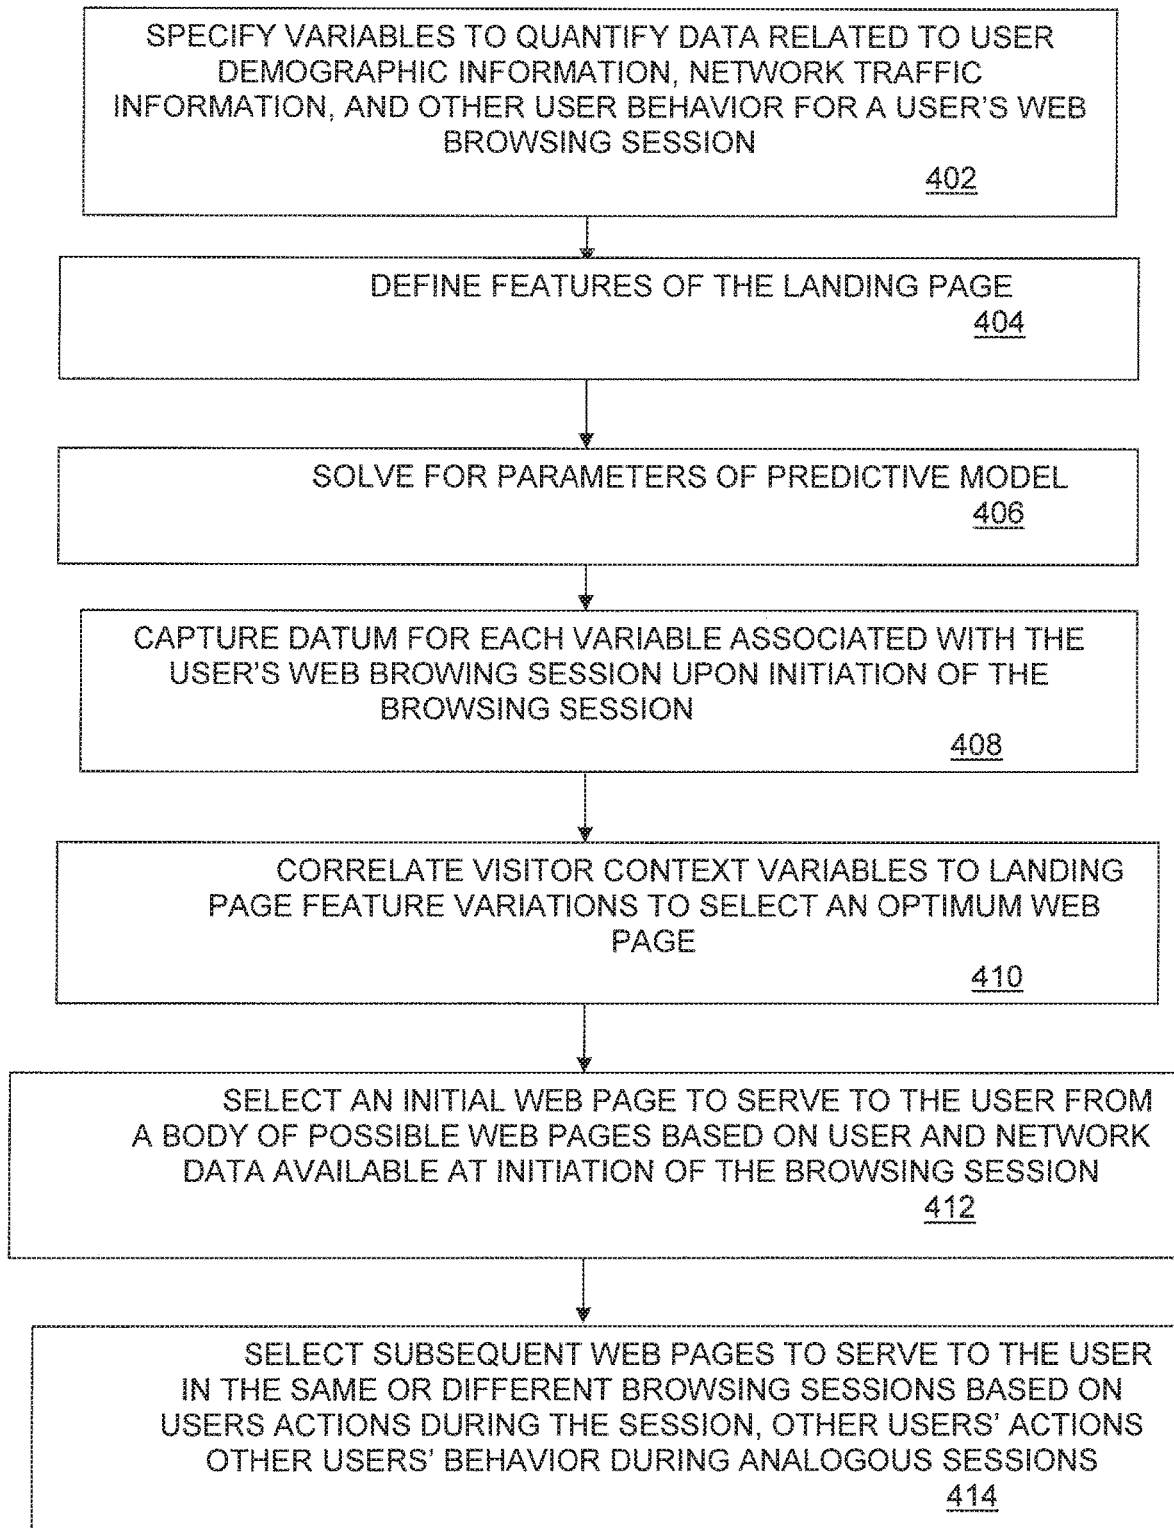 SPECIFY VARIABLES TO QUANTIFY DATA RELATED TO USER
DEMOGRAPHIC INFORMATION, NETWORK TRAFFIC
INFORMATION, AND OTHER USER BEHAVIOR FOR A USER'S WEB
BROWSING SESSION
402
DEFINE FEATURES OF THE LANDING PAGE
404
SOLVE FOR PARAMETERS OF PREDICTIVE MODEL
406
CAPTURE DATUM FOR EACH VARIABLE ASSOCIATED WITH THE
USER'S WEB BROWING SESSION UPON INITIATION OF THE
BROWSING SESSION
408
CORRELATE VISITOR CONTEXT VARIABLES TO LANDING
PAGE FEATURE VARIATIONS TO SELECT AN OPTIMUM WEB
PAGE
410
SELECT AN INITIAL WEB PAGE TO SERVE TO THE USER FROM
A BODY OF POSSIBLE WEB PAGES BASED ON USER AND NETWORK
DATA AVAILABLE AT INITIATION OF THE BROWSING SESSION
412
SELECT SUBSEQUENT WEB PAGES TO SERVE TO THE USER
IN THE SAME OR DIFFERENT BROWSING SESSIONS BASED ON
USERS ACTIONS DURING THE SESSION, OTHER USERS' ACTIONS
OTHER USERS' BEHAVIOR DURING ANALOGOUS SESSIONS
414